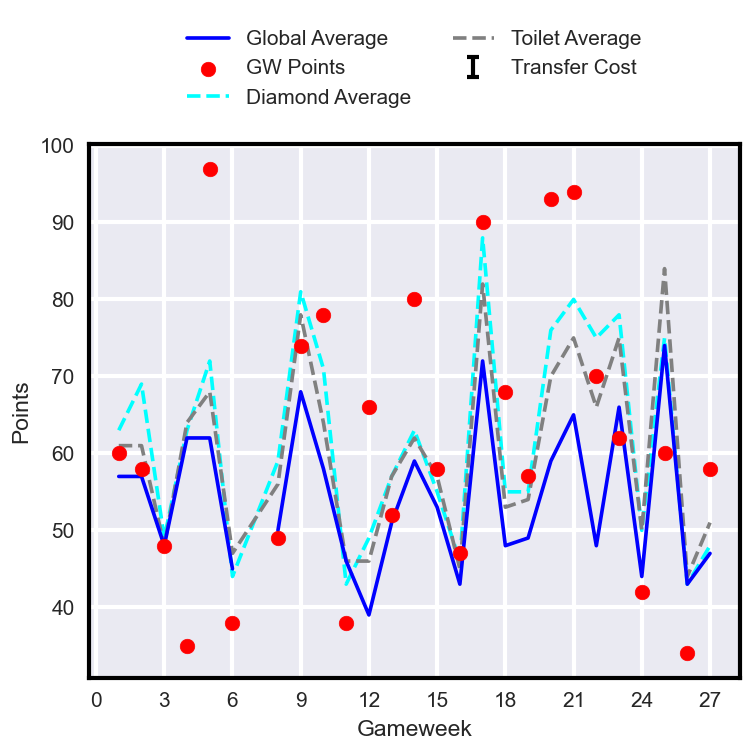 Global Average
GW Points
Diamond Average
Toilet Average
Transfer Cost
100
90
80
70
60
50
40
Points
0 3 6 9 12 15 18 21 24 27
Gameweek